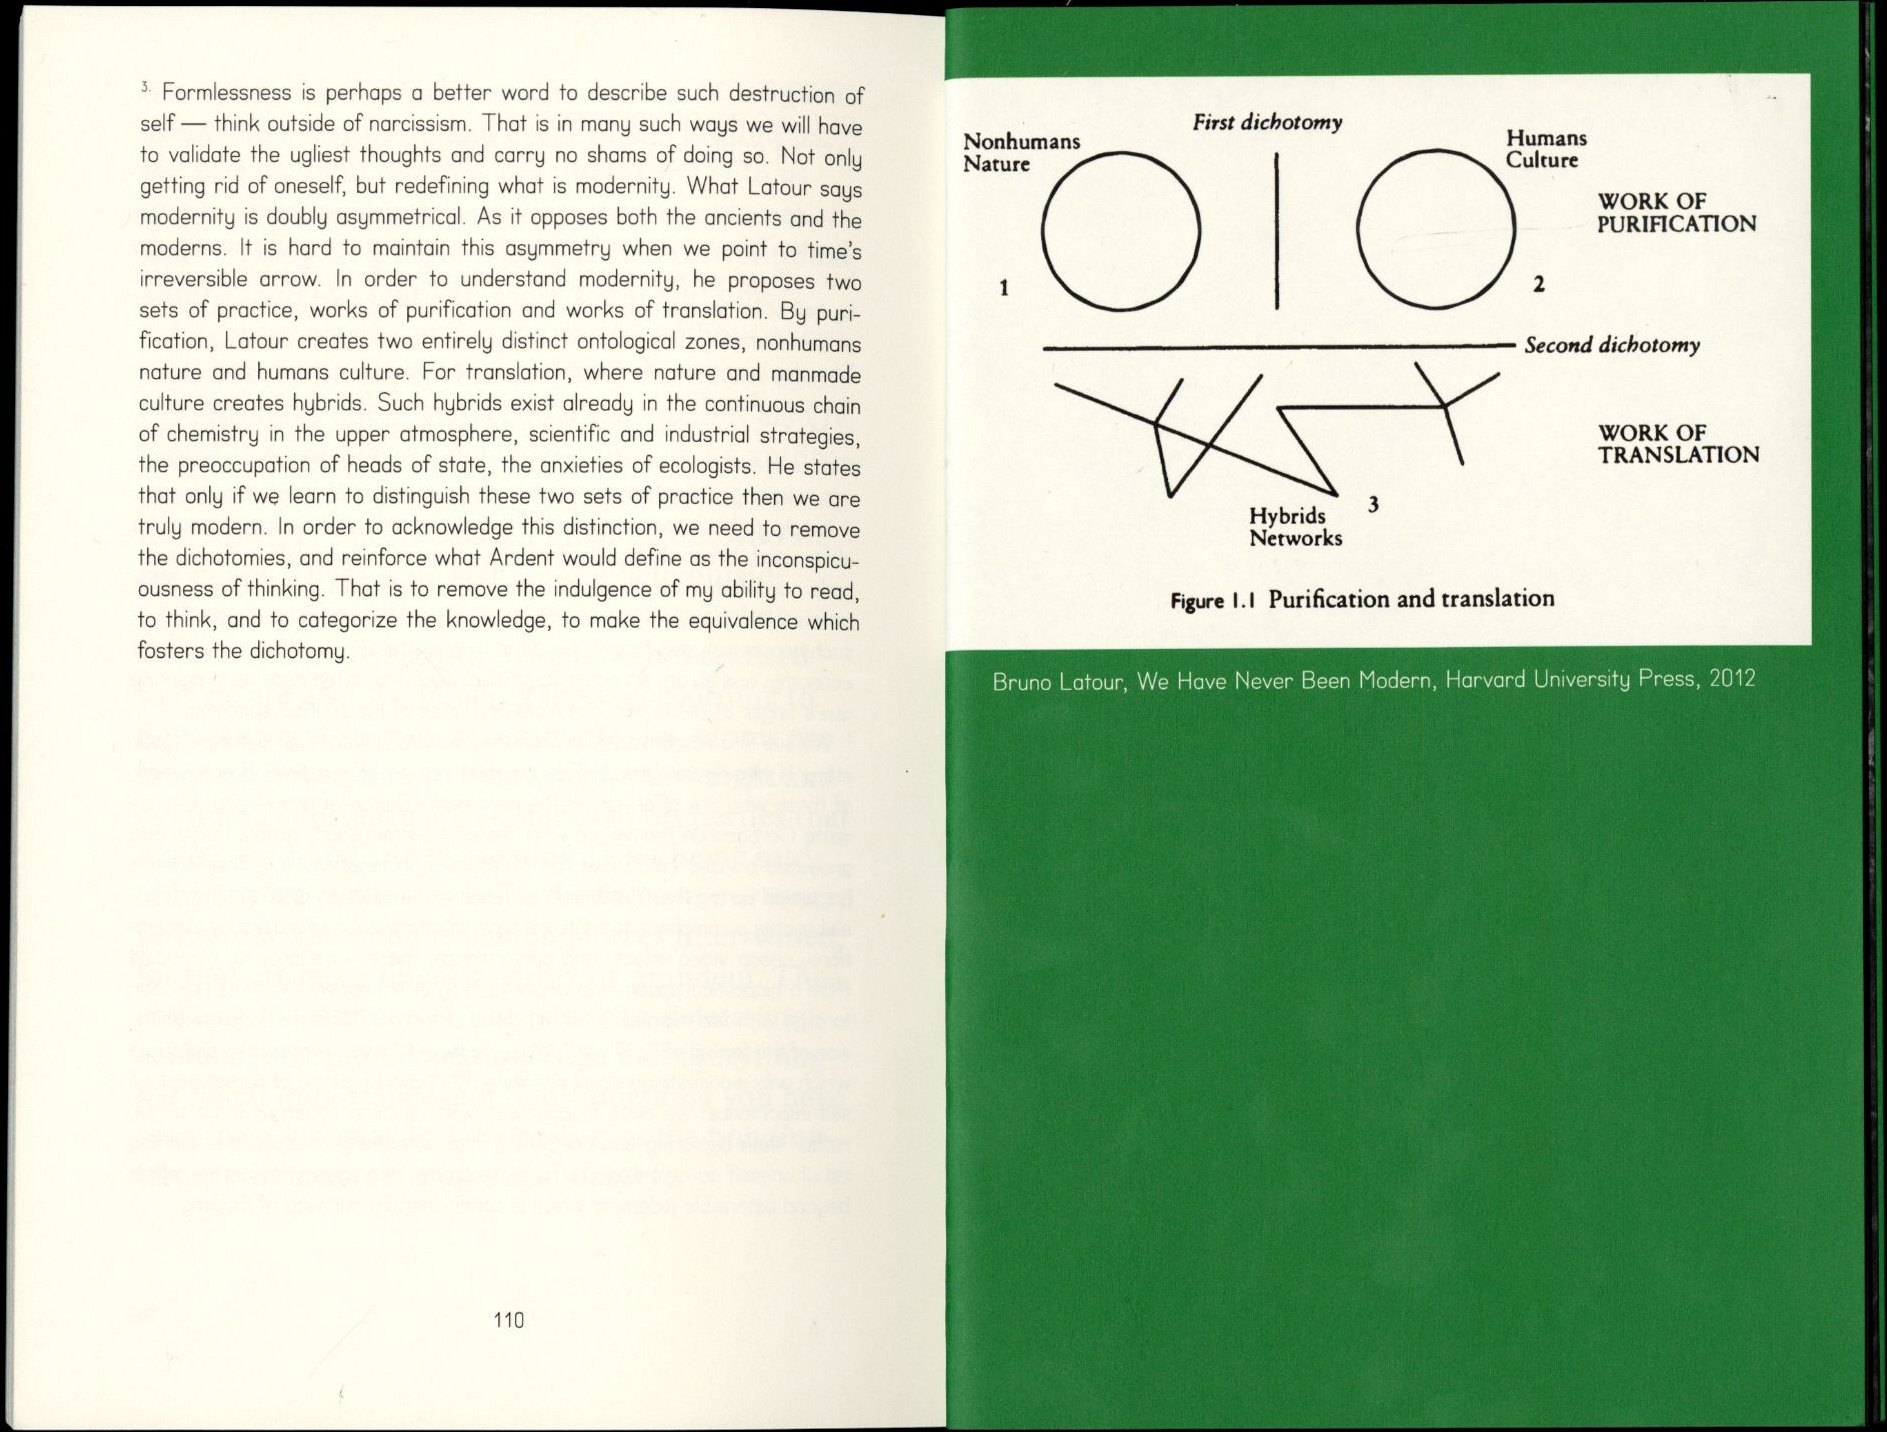 3. Formlessness is perhaps a better word to describe such destruction of
self — think outside of narcissism. That is in many such ways we will have
to validate the ugliest thoughts and carry no shams of doing so. Not only
getting rid of oneself, but redefining what is modernity. What Latour says
modernity is doubly asymmetrical. As it opposes both the ancients and the
moderns. It is hard to maintain this asymmetry when we point to time's
irreversible arrow. In order to understand modernity, he proposes two
sets of practice, works of purification and works of translation. By puri-
fication, Latour creates two entirely distinct ontological zones, nonhumans
nature and humans culture. For translation, where nature and manmade
culture creates hybrids. Such hybrids exist already in the continuous chain
of chemistry in the upper atmosphere, scientific and industrial strategies,
the preoccupation of heads of state, the anxieties of ecologists. He states
that only if we learn to distinguish these two sets of practice then we are
truly modern. In order to acknowledge this distinction, we need to remove
the dichotomies, and reinforce what Ardent would define as the inconspicu-
ousness of thinking. That is to remove the indulgence of my ability to read,
to think, and to categorize the knowledge, to make the equivalence which
fosters the dichotomy.
110
First dichotomy
Nonhumans
Nature
Humans
Culture
WORK OF
PURIFICATION
1
2
Second dichotomy
WORK OF
TRANSLATION
3
Hybrids
Networks
Figure 1.1 Purification and translation
Bruno Latour, We Have Never Been Modern, Harvard University Press, 2012